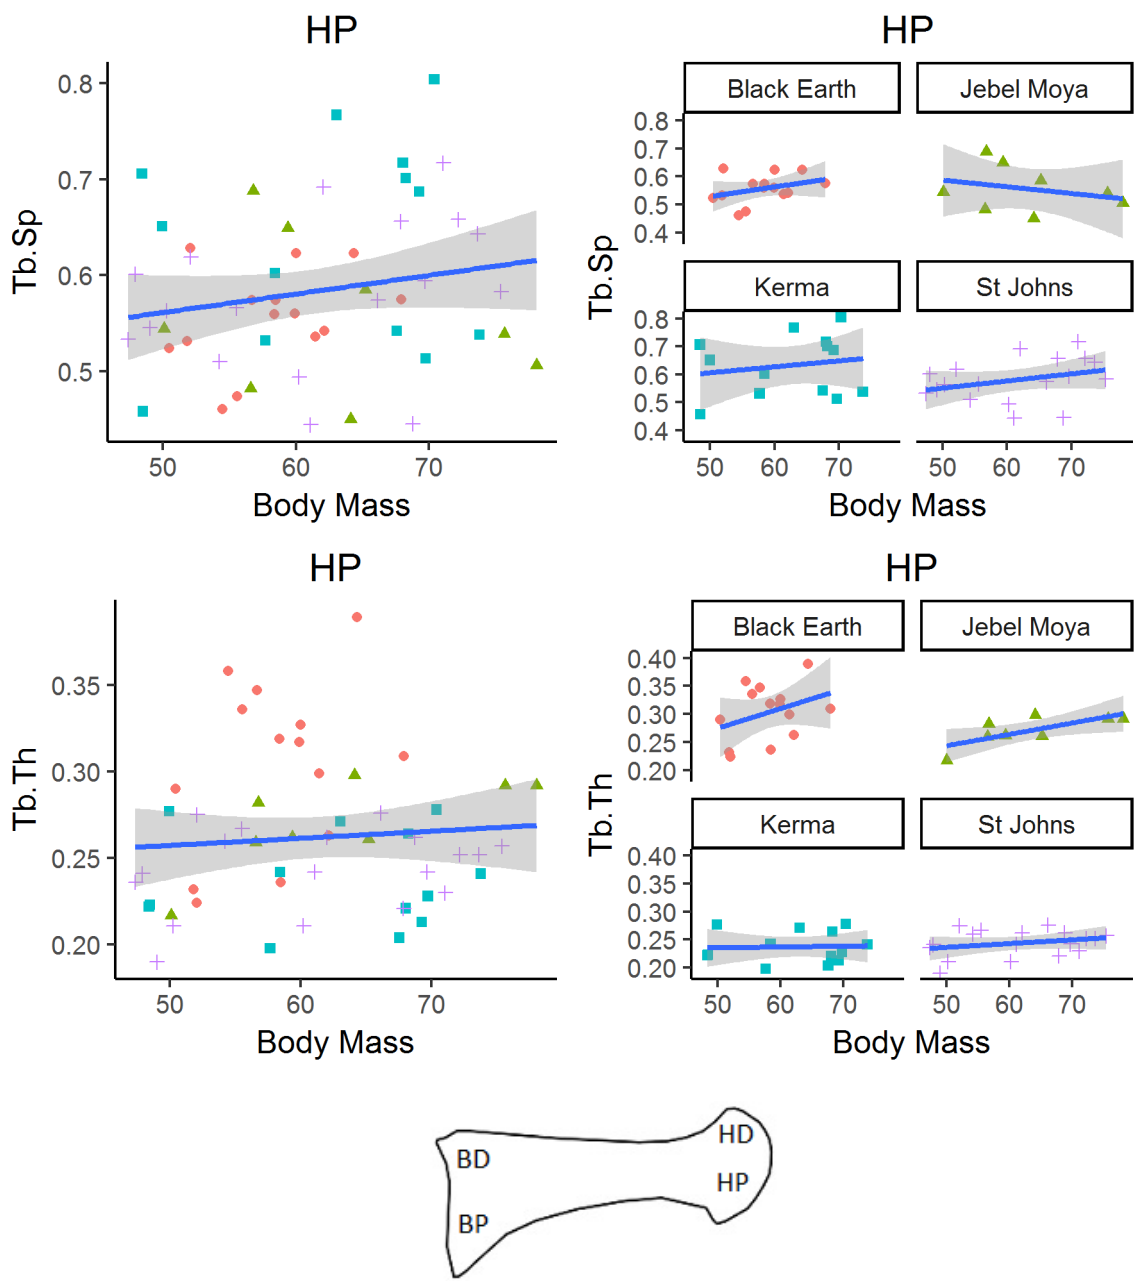 HP
Tb.Sp
0.8
0.7
0.6
0.5
50 60 70
Body Mass
HP
Black Earth Jebel Moya
Tb.Sp
0.8
0.7
0.6
0.5
0.4
Kerma St Johns
0.8
0.7
0.6
0.5
0.4
50 60 70 50 60 70
Body Mass
HP
Tb.Th
0.35
0.30
0.25
0.20
50 60 70
Body Mass
HP
Black Earth Jebel Moya
Tb.Th
0.40
0.35
0.30
0.25
0.20
Kerma St Johns
0.40
0.35
0.30
0.25
0.20
50 60 70 50 60 70
Body Mass
BD HD
BP HP